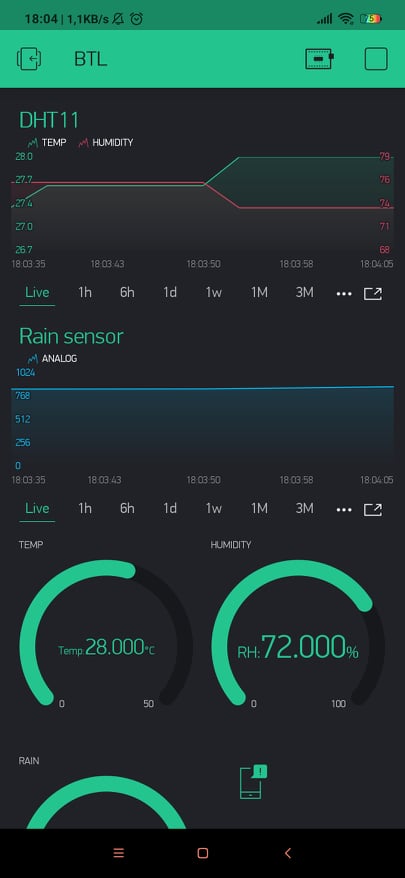 18:04 | 1,1KB/s 75
BTL
DHT11
TEMP HUMIDITY
28.0 79
27.7 76
27.4 74
27.0 71
26.7 68
18:03:35 18:03:43 18:03:50 18:03:58 18:04:05
Live 1h 6h 1d 1w 1M 3M •••
Rain sensor
ANALOG
1024
768
512
256
0
18:03:35 18:03:43 18:03:50 18:03:58 18:04:05
Live 1h 6h 1d 1w 1M 3M •••
TEMP HUMIDITY
Temp:28.000°C RH:72.000%
0 50 0 100
RAIN
!